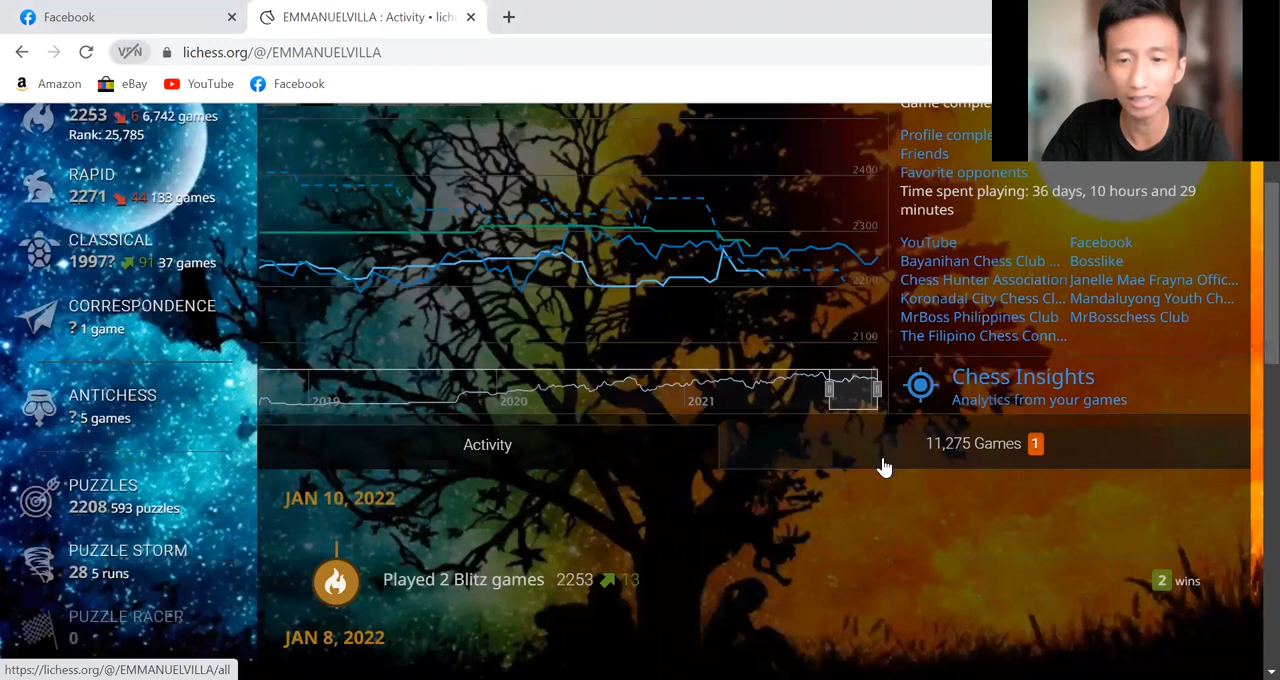 Facebook
EMMANUELVILLA : Activity • lich
VPN
lichess.org/@/EMMANUELVILLA
a Amazon
eBay
YouTube
Facebook
2253 6 6,742 games
Rank: 25,785
RAPID
2271 44 133 games
CLASSICAL
1997? 91 37 games
CORRESPONDENCE
? 1 game
ANTICHESS
? 5 games
PUZZLES
2208 593 puzzles
PUZZLE STORM
28 5 runs
PUZZLE RACER
0
2400
2300
2200
2100
2019
2020
2021
Game comple
Profile comple
Friends
Favorite opponents
Time spent playing: 36 days, 10 hours and 29
minutes
YouTube Facebook
Bayanihan Chess Club ... Bosslike
Chess Hunter Association Janelle Mae Frayna Offic...
Koronadal City Chess Cl... Mandaluyong Youth Ch...
MrBoss Philippines Club MrBosschess Club
The Filipino Chess Conn...
Chess Insights
Analytics from your games
Activity
11,275 Games 1
JAN 10, 2022
Played 2 Blitz games 2253 13
2 wins
JAN 8, 2022
https://lichess.org/@/EMMANUELVILLA/all